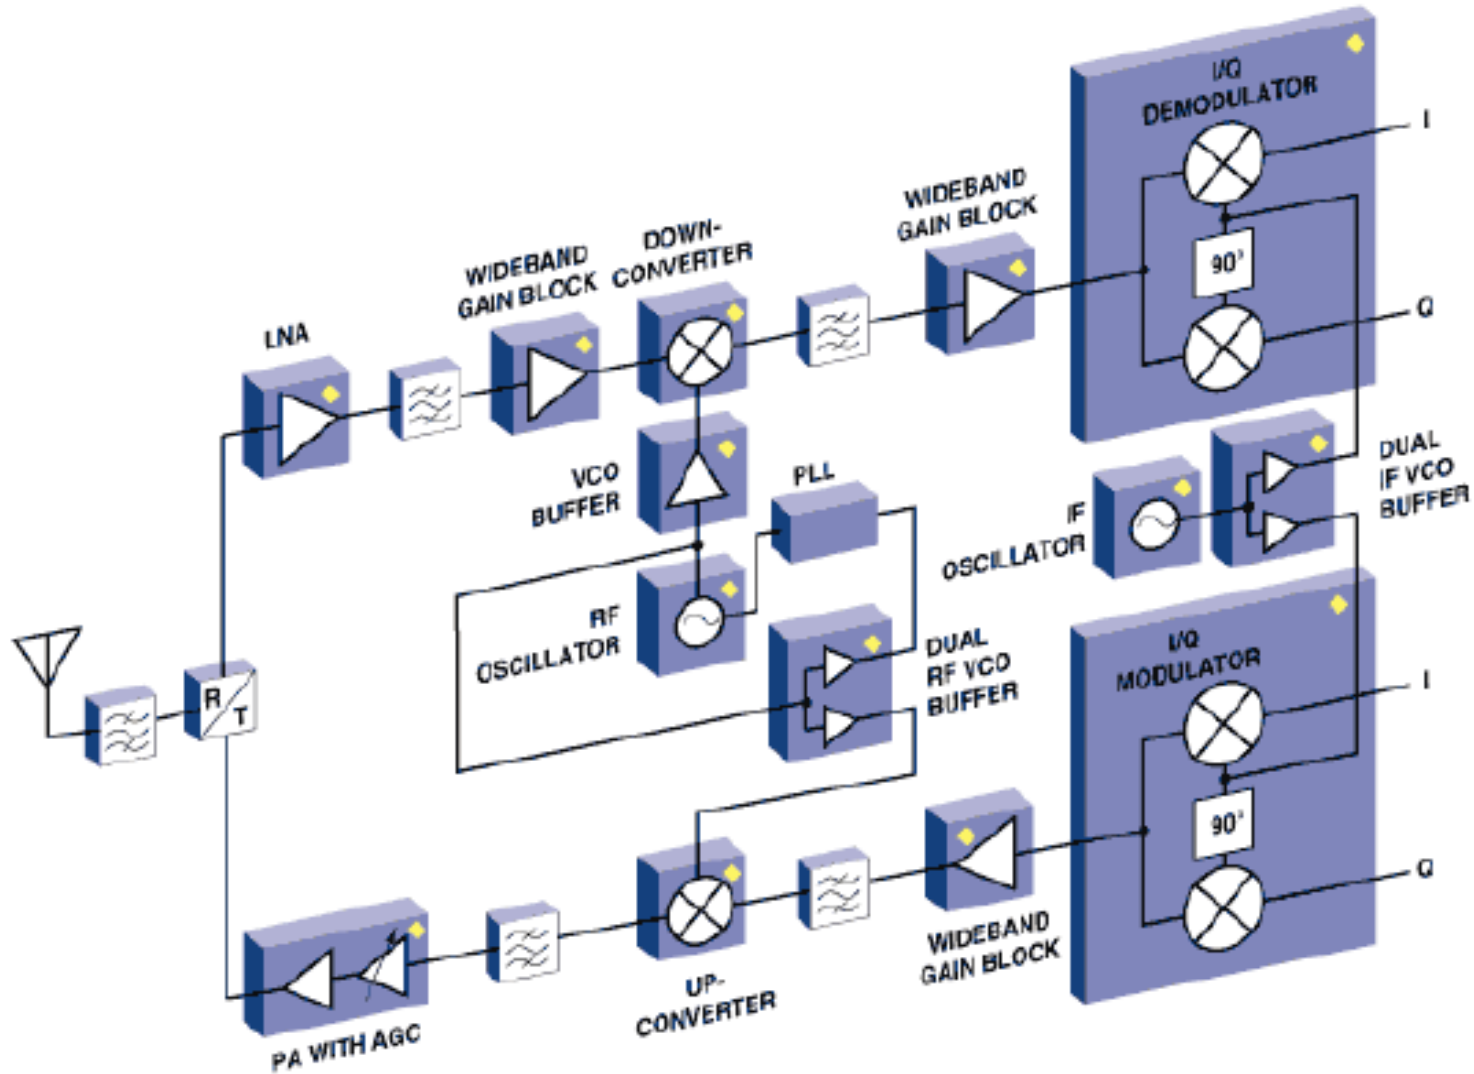 I/Q
DEMODULATOR
I
90°
Q
WIDEBAND
GAIN BLOCK
DOWN-
CONVERTER
WIDEBAND
GAIN BLOCK
LNA
VCO
BUFFER
PLL
IF
OSCILLATOR
DUAL
IF VCO
BUFFER
RF
OSCILLATOR
DUAL
RF VCO
BUFFER
R
T
I/Q
MODULATOR
I
90°
Q
WIDEBAND
GAIN BLOCK
UP-
CONVERTER
PA WITH AGC